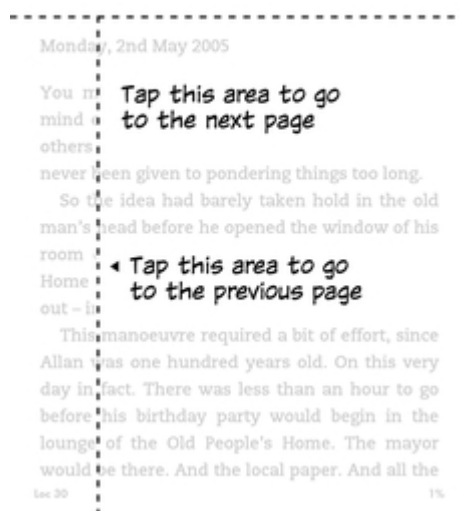 Monday, 2nd May 2005
You m Tap this area to go
mind to the next page
others
never been given to pondering things too long.
So the idea had barely taken hold in the old
man's head before he opened the window of his
room ◂ Tap this area to go
Home to the previous page
out – i
This manoeuvre required a bit of effort, since
Allan was one hundred years old. On this very
day in fact. There was less than an hour to go
before his birthday party would begin in the
lounge of the Old People's Home. The mayor
would be there. And the local paper. And all the
Loc 30 1%